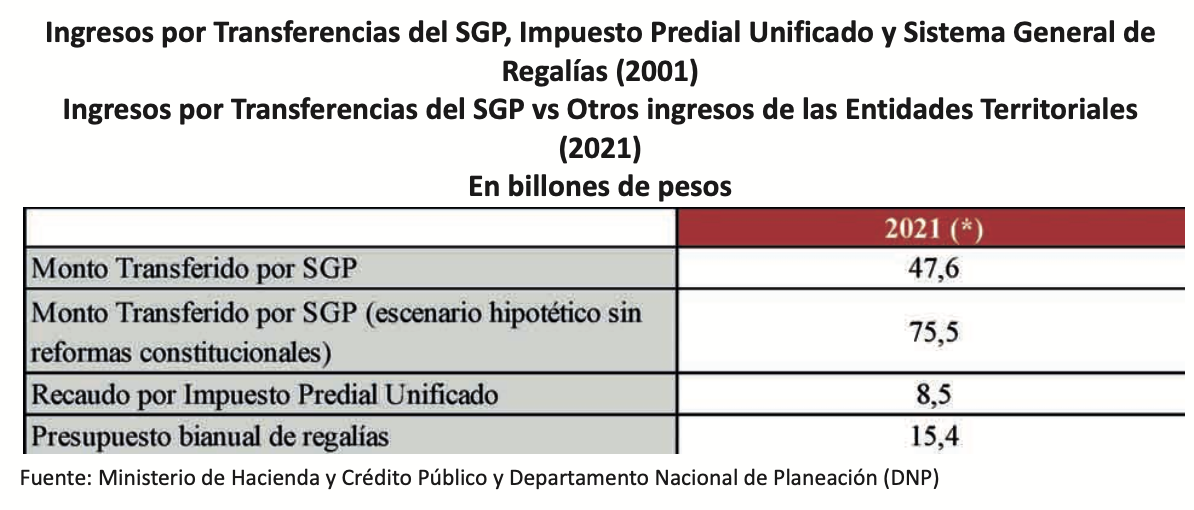 Ingresos por Transferencias del SGP, Impuesto Predial Unificado y Sistema General de
Regalías (2001)
Ingresos por Transferencias del SGP vs Otros ingresos de las Entidades Territoriales
(2021)
En billones de pesos
2021 (*)
Monto Transferido por SGP 47,6
Monto Transferido por SGP (escenario hipotético sin
reformas constitucionales) 75,5
Recaudo por Impuesto Predial Unificado 8,5
Presupuesto bianual de regalías 15,4
Fuente: Ministerio de Hacienda y Crédito Público y Departamento Nacional de Planeación (DNP)